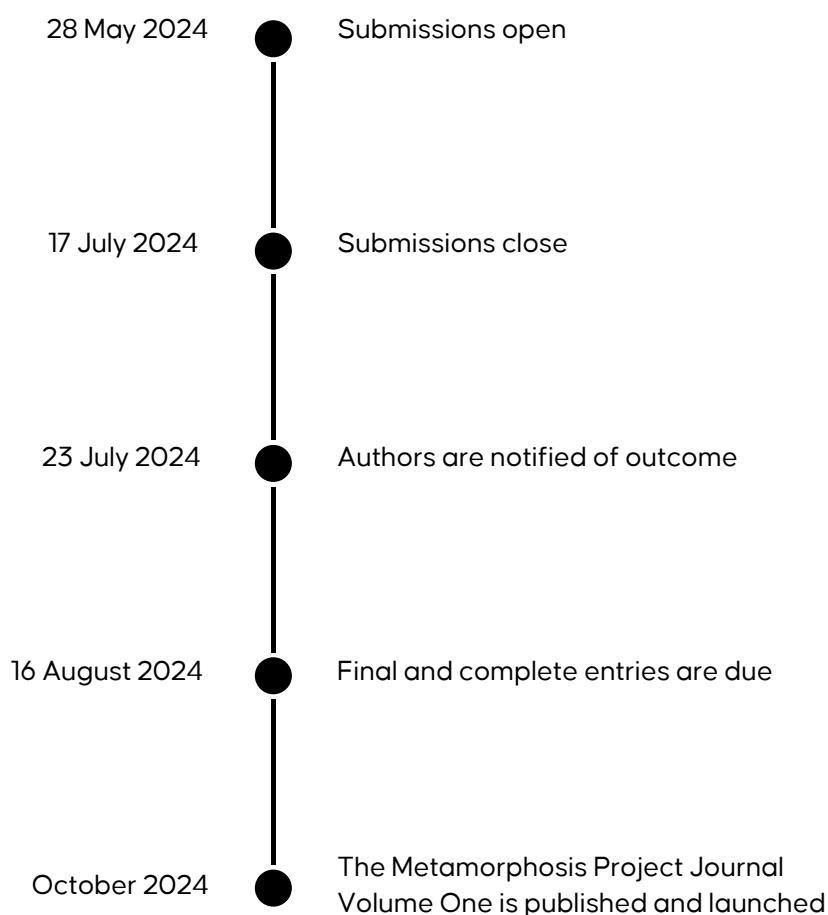 28 May 2024 Submissions open
17 July 2024 Submissions close
23 July 2024 Authors are notified of outcome
16 August 2024 Final and complete entries are due
October 2024 The Metamorphosis Project Journal
Volume One is published and launched